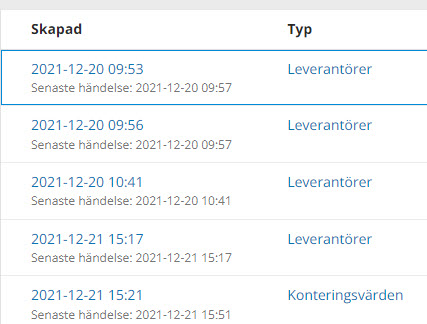 Skapad Typ
2021-12-20 09:53 Leverantörer
Senaste händelse: 2021-12-20 09:57
2021-12-20 09:56 Leverantörer
Senaste händelse: 2021-12-20 09:57
2021-12-20 10:41 Leverantörer
Senaste händelse: 2021-12-20 10:41
2021-12-21 15:17 Leverantörer
Senaste händelse: 2021-12-21 15:17
2021-12-21 15:21 Konteringsvärden
Senaste händelse: 2021-12-21 15:51